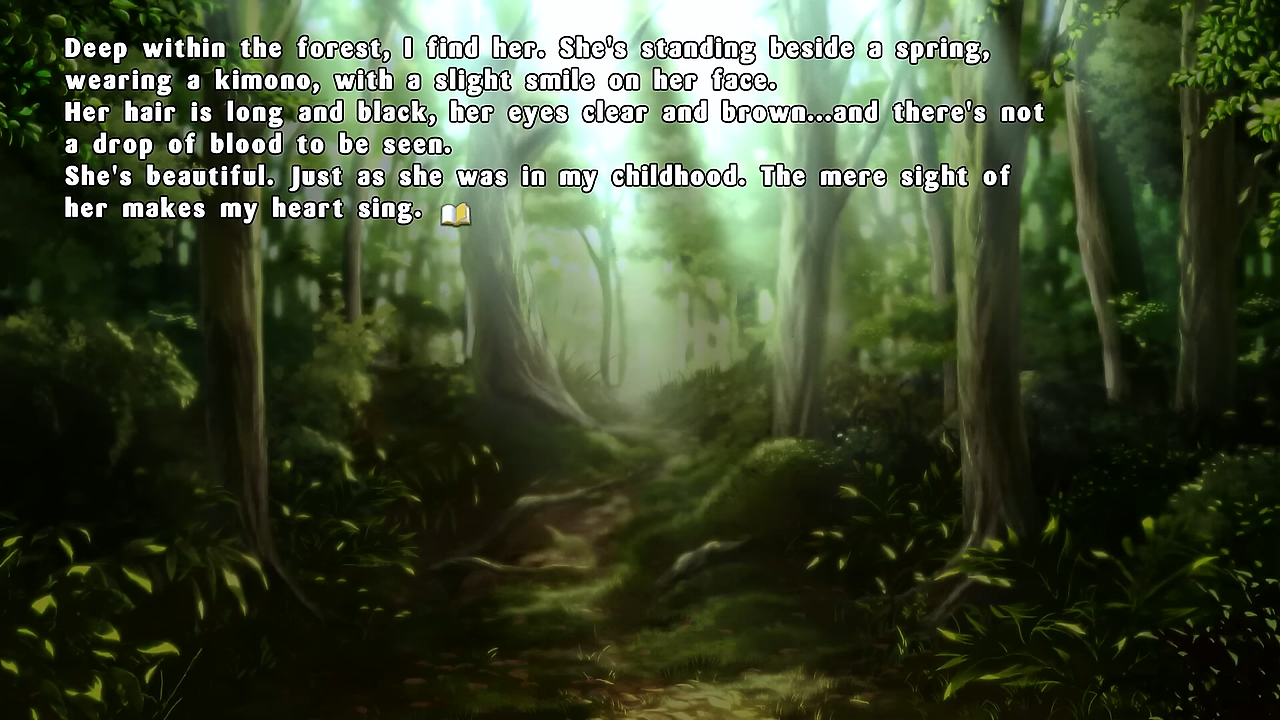 Deep within the forest, I find her. She's standing beside a spring,
wearing a kimono, with a slight smile on her face.
Her hair is long and black, her eyes clear and brown...and there's not
a drop of blood to be seen.
She's beautiful. Just as she was in my childhood. The mere sight of
her makes my heart sing.